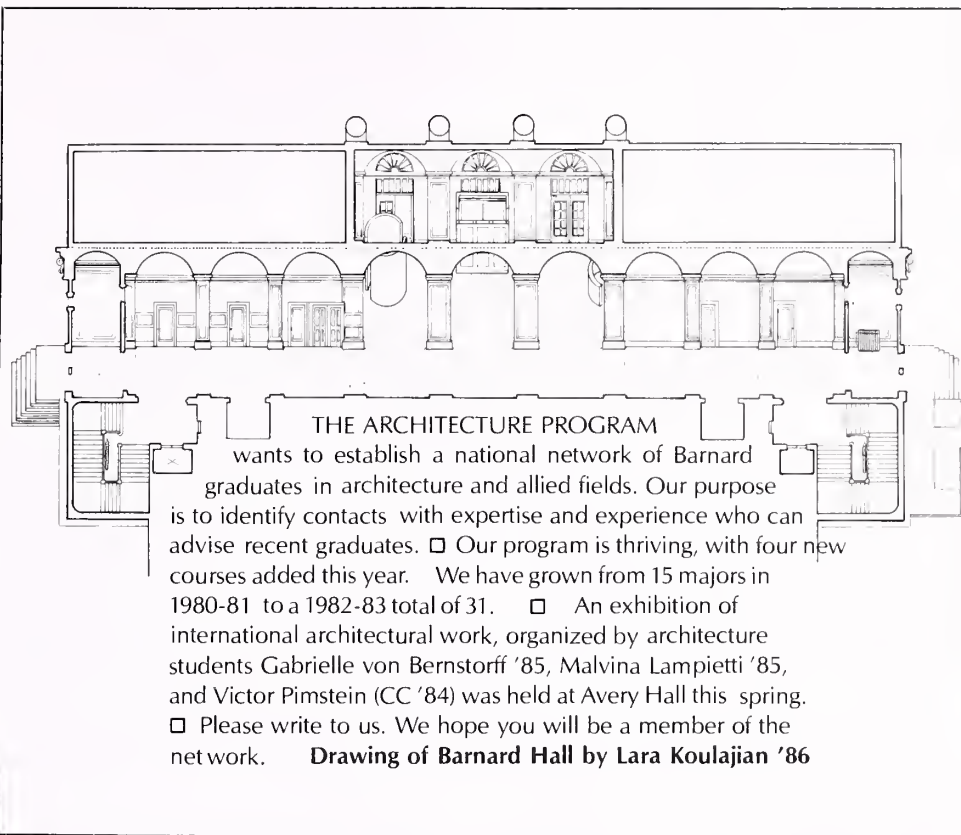 THE ARCHITECTURE PROGRAM
wants to establish a national network of Barnard
graduates in architecture and allied fields. Our purpose
is to identify contacts with expertise and experience who can
advise recent graduates. □ Our program is thriving, with four new
courses added this year. We have grown from 15 majors in
1980-81 to a 1982-83 total of 31. □ An exhibition of
international architectural work, organized by architecture
students Gabrielle von Bernstorff '85, Malvina Lampietti '85,
and Victor Pimstein (CC '84) was held at Avery Hall this spring.
□ Please write to us. We hope you will be a member of the
network. Drawing of Barnard Hall by Lara Koulajian '86